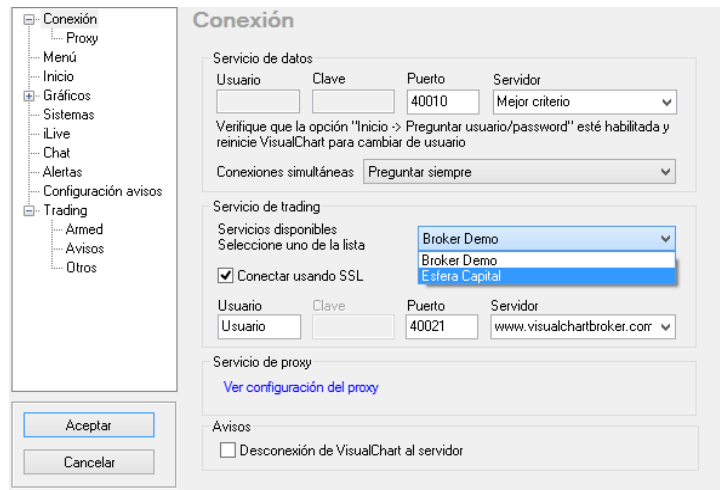 Conexión
Proxy
Menú
Inicio
Gráficos
Sistemas
iLive
Chat
Alertas
Configuración avisos
Trading
Armed
Avisos
Otros
Aceptar
Cancelar
Conexión
Servicio de datos
Usuario Clave Puerto Servidor
40010 Mejor criterio
Verifique que la opción "Inicio -> Preguntar usuario/password" esté habilitada y
reinicie VisualChart para cambiar de usuario
Conexiones simultáneas Preguntar siempre
Servicio de trading
Servicios disponibles
Seleccione uno de la lista
Broker Demo
Broker Demo
Esfera Capital
Conectar usando SSL
Usuario Clave Puerto Servidor
Usuario 40021 www.visualchartbroker.com
Servicio de proxy
Ver configuración del proxy
Avisos
Desconexión de VisualChart al servidor